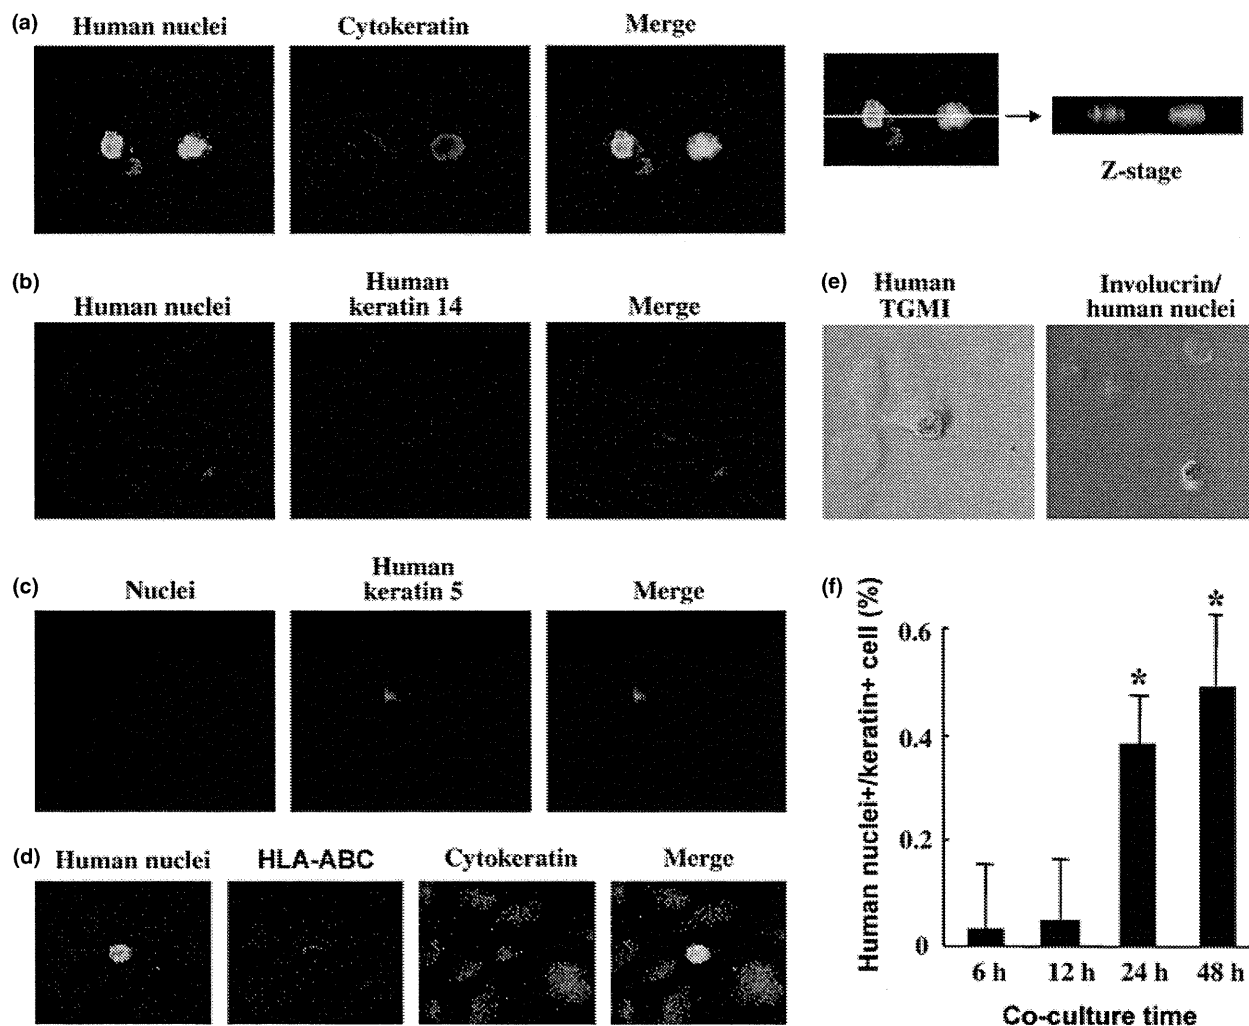 (a)
Human nuclei
Cytokeratin
Merge
Z-stage
(b)
Human nuclei
Human
keratin 14
Merge
(e)
Human
TGMI
Involucrin/
human nuclei
(c)
Nuclei
Human
keratin 5
Merge
(d)
Human nuclei
HLA-ABC
Cytokeratin
Merge
(f)
Human nuclei+/keratin+ cell (%)
0.6
0.4
0.2
0
*
*
6 h
12 h
24 h
48 h
Co-culture time